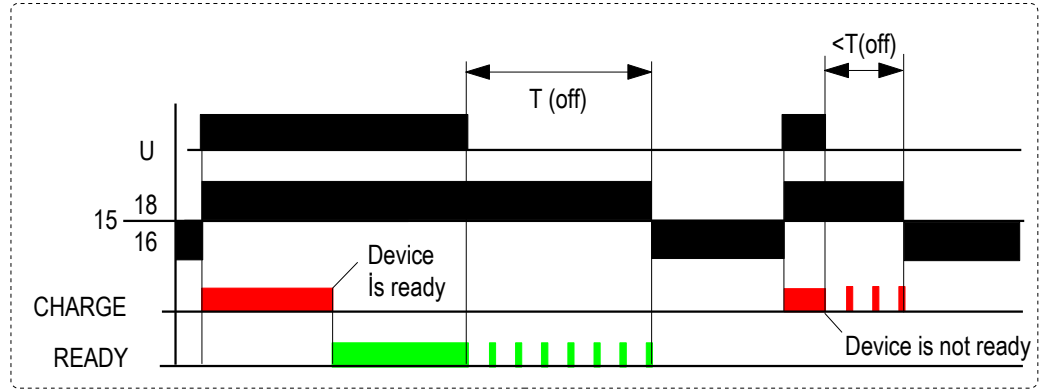 <T(off)
T (off)
U
18
15
16
Device
İs ready
CHARGE
Device is not ready
READY